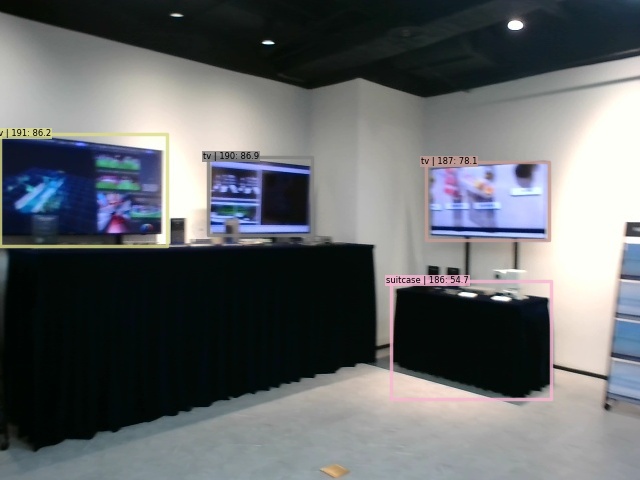 tv | 191: 86.2
tv | 190: 86.9
tv | 187: 78.1
suitcase | 186: 54.7